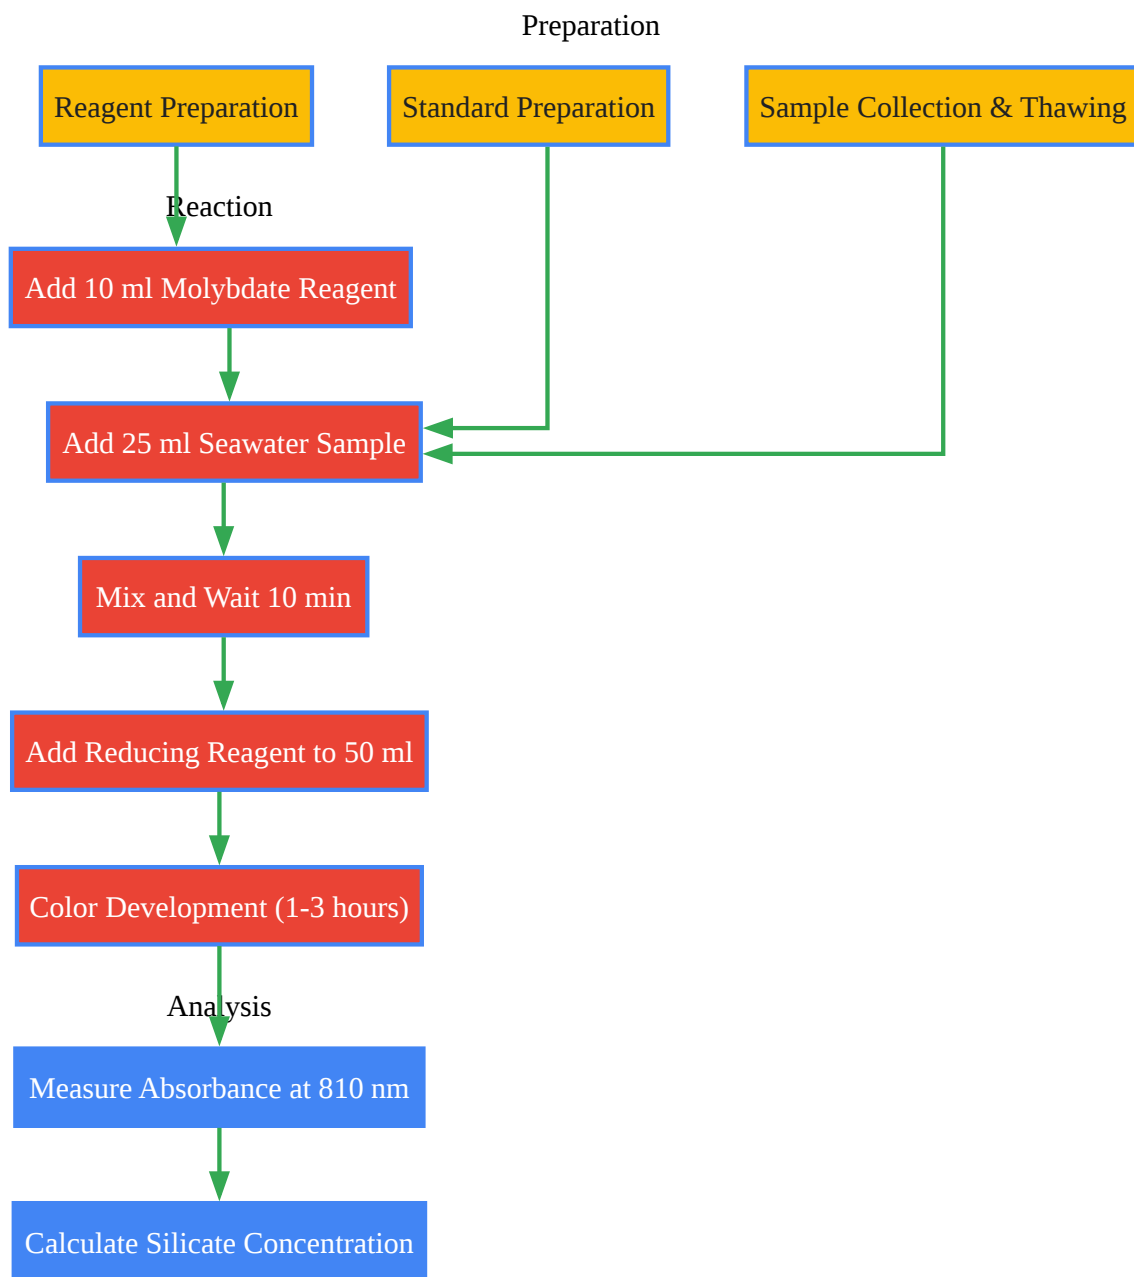 Preparation
Reagent Preparation
Standard Preparation
Sample Collection & Thawing
Reaction
Add 10 ml Molybdate Reagent
Add 25 ml Seawater Sample
Mix and Wait 10 min
Add Reducing Reagent to 50 ml
Color Development (1-3 hours)
Analysis
Measure Absorbance at 810 nm
Calculate Silicate Concentration